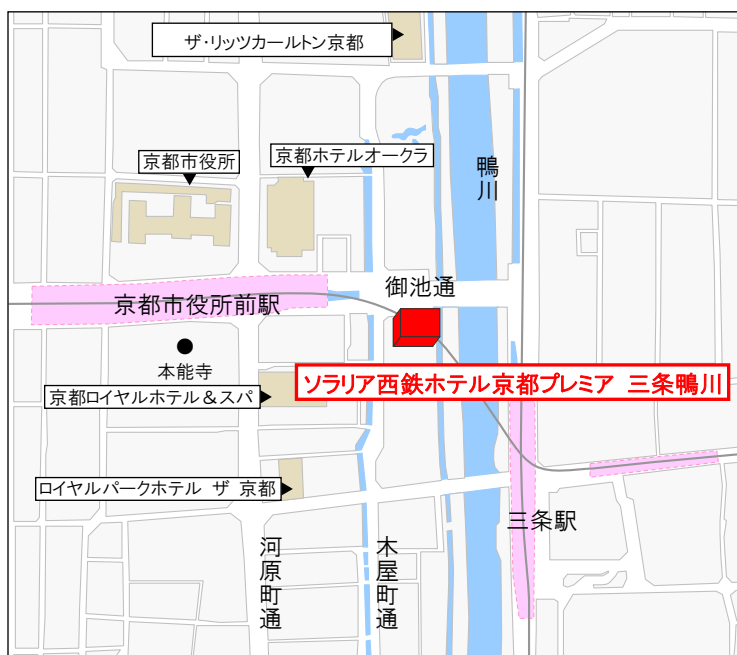 ザ・リッツカールトン京都
京都市役所
京都ホテルオークラ
鴨川
御池通
京都市役所前駅
本能寺
ソラリア西鉄ホテル京都プレミア 三条鴨川
京都ロイヤルホテル＆スパ
ロイヤルパークホテル ザ 京都
三条駅
河原町通
木屋町通